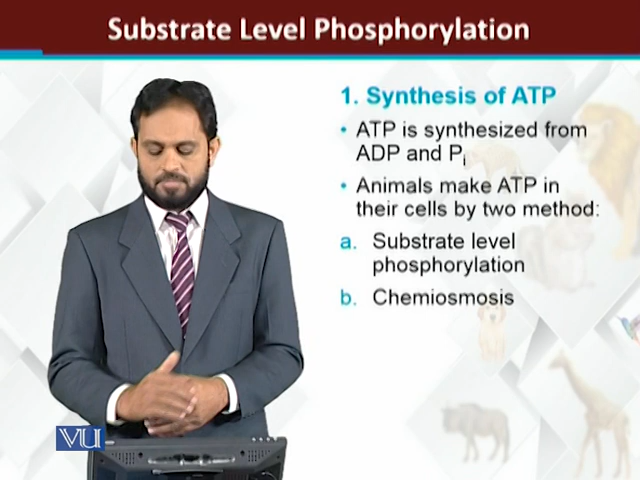 Substrate Level Phosphorylation
1. Synthesis of ATP
• ATP is synthesized from
ADP and Pi
• Animals make ATP in
their cells by two method:
a. Substrate level
phosphorylation
b. Chemiosmosis
VU